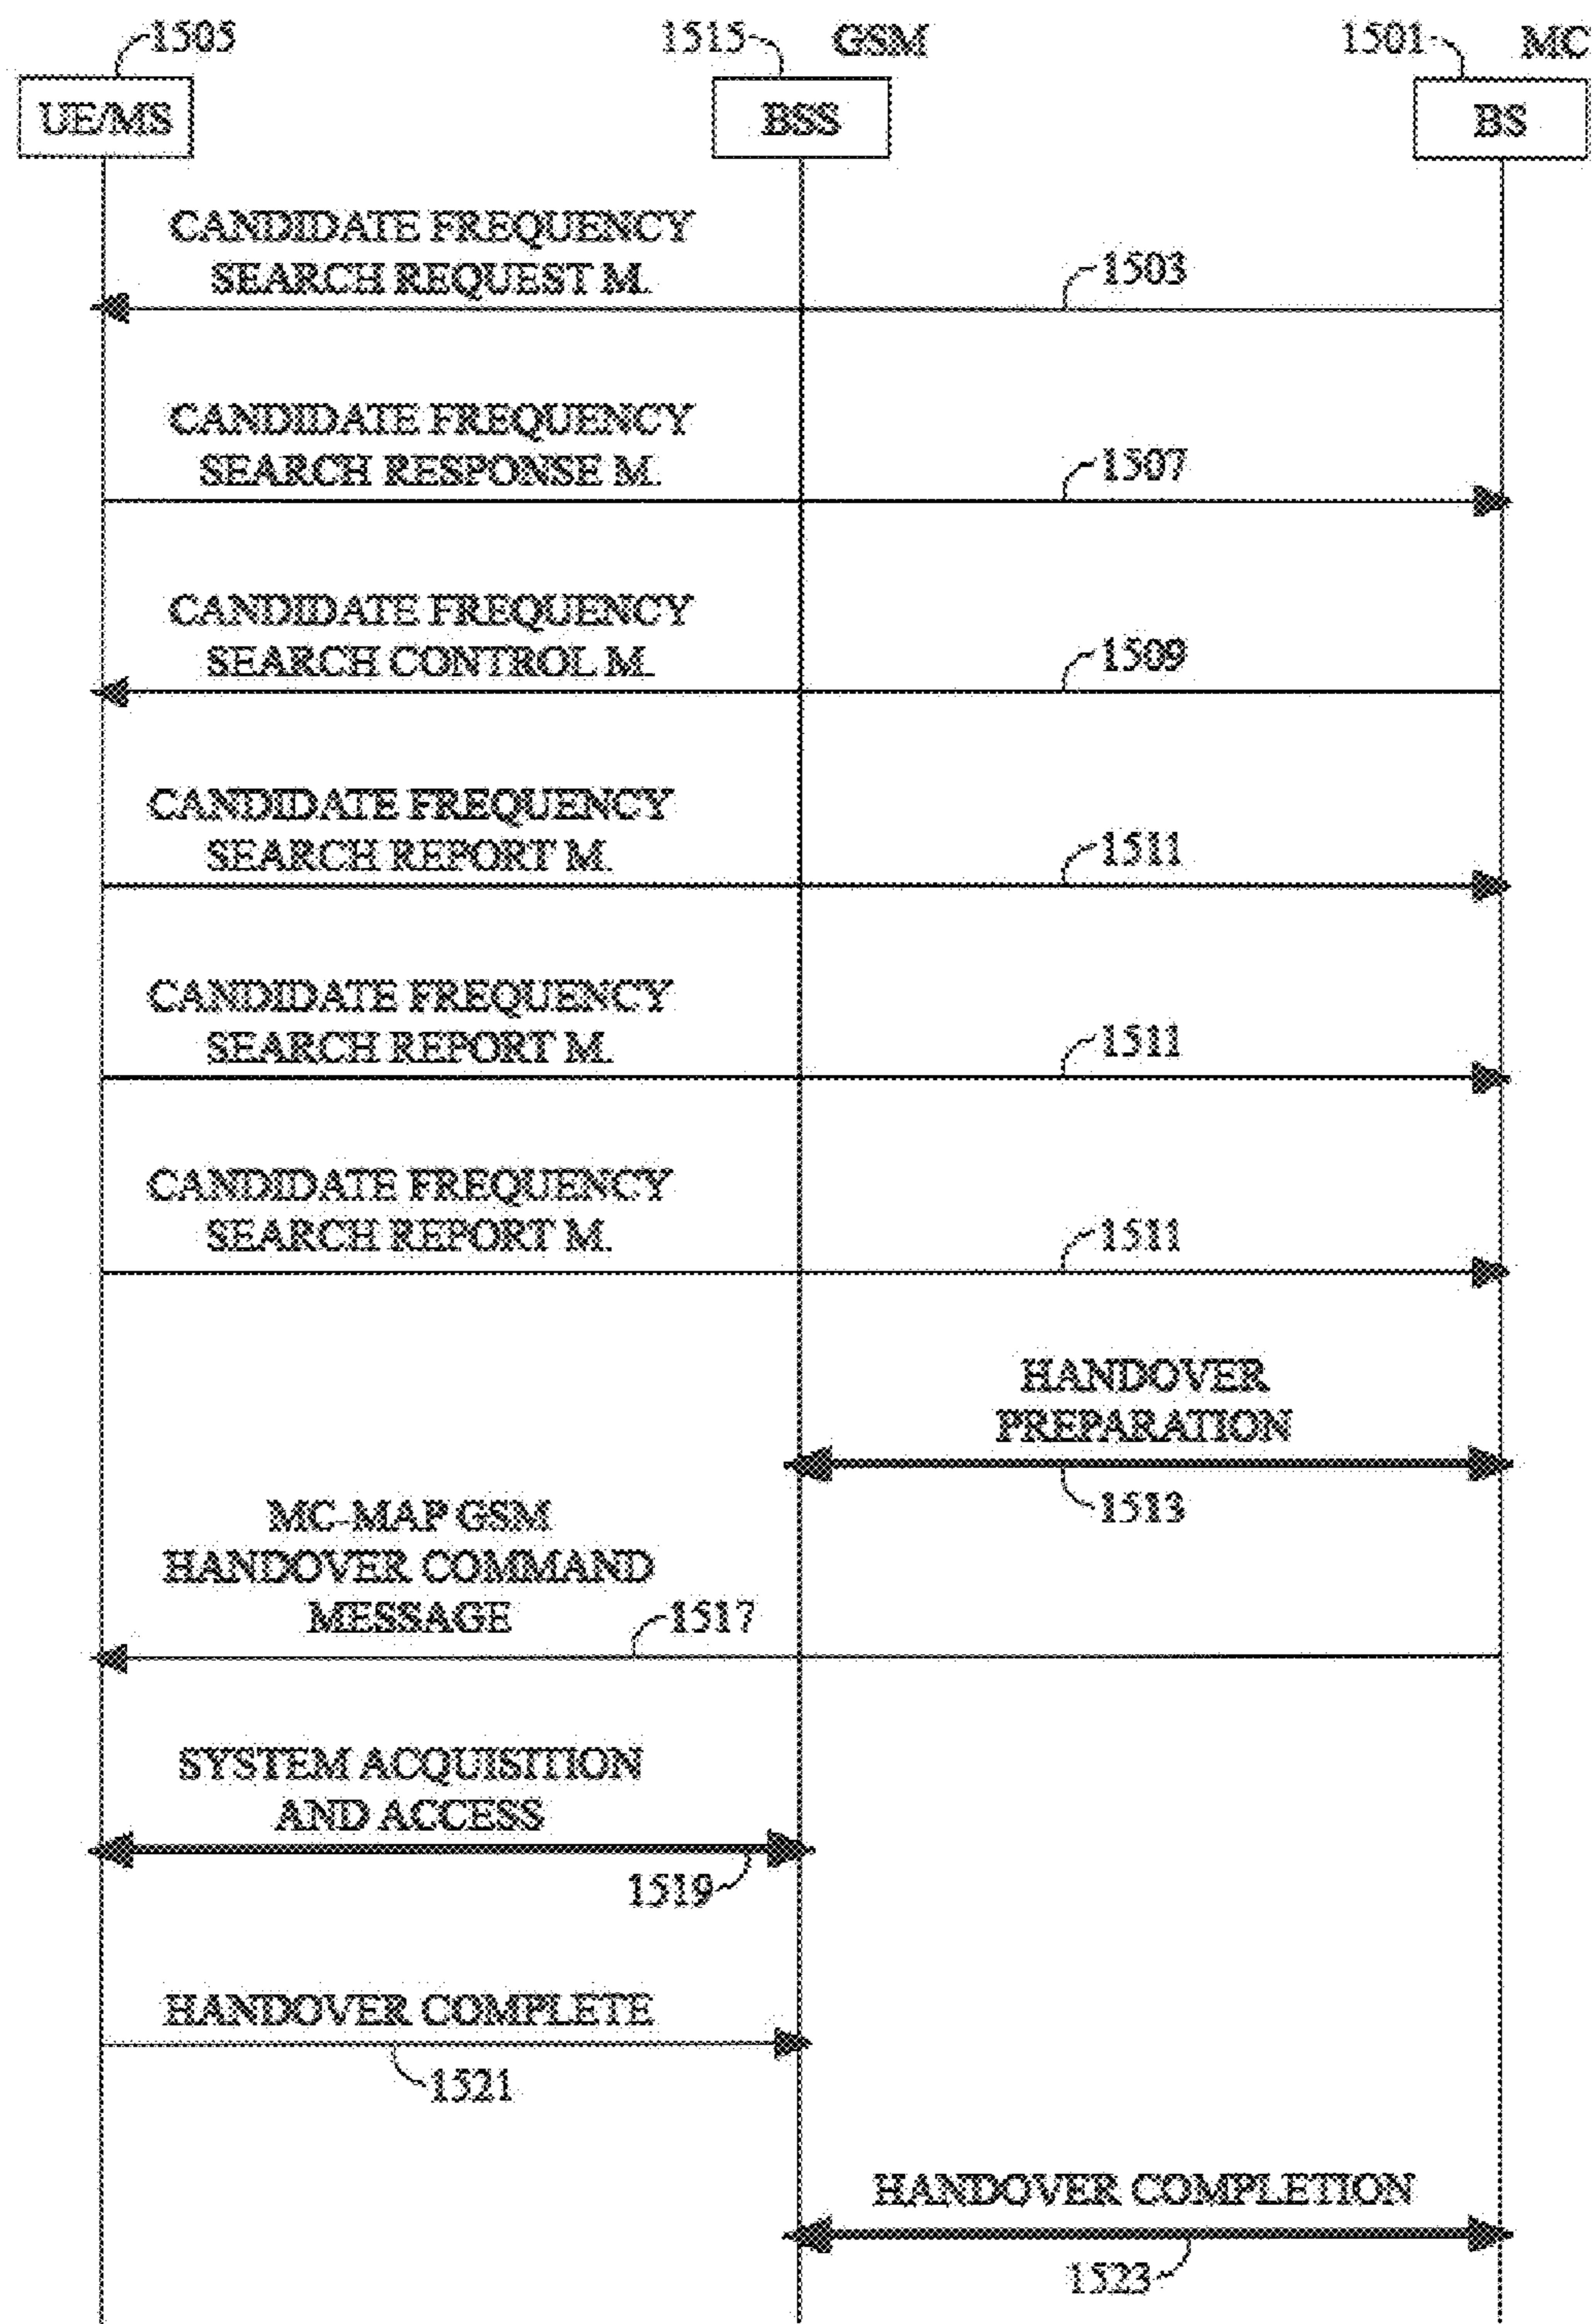 1505
1515 GSM
1501 MC
UE/MS
BSS
BS
CANDIDATE FREQUENCY
SEARCH REQUEST M.
1503
CANDIDATE FREQUENCY
SEARCH RESPONSE M.
1507
CANDIDATE FREQUENCY
SEARCH CONTROL M.
1509
CANDIDATE FREQUENCY
SEARCH REPORT M.
1511
CANDIDATE FREQUENCY
SEARCH REPORT M.
1511
CANDIDATE FREQUENCY
SEARCH REPORT M.
1511
HANDOVER
PREPARATION
1513
MC-MAP GSM
HANDOVER COMMAND
MESSAGE
1517
SYSTEM ACQUISITION
AND ACCESS
1519
HANDOVER COMPLETE
1521
HANDOVER COMPLETION
1523